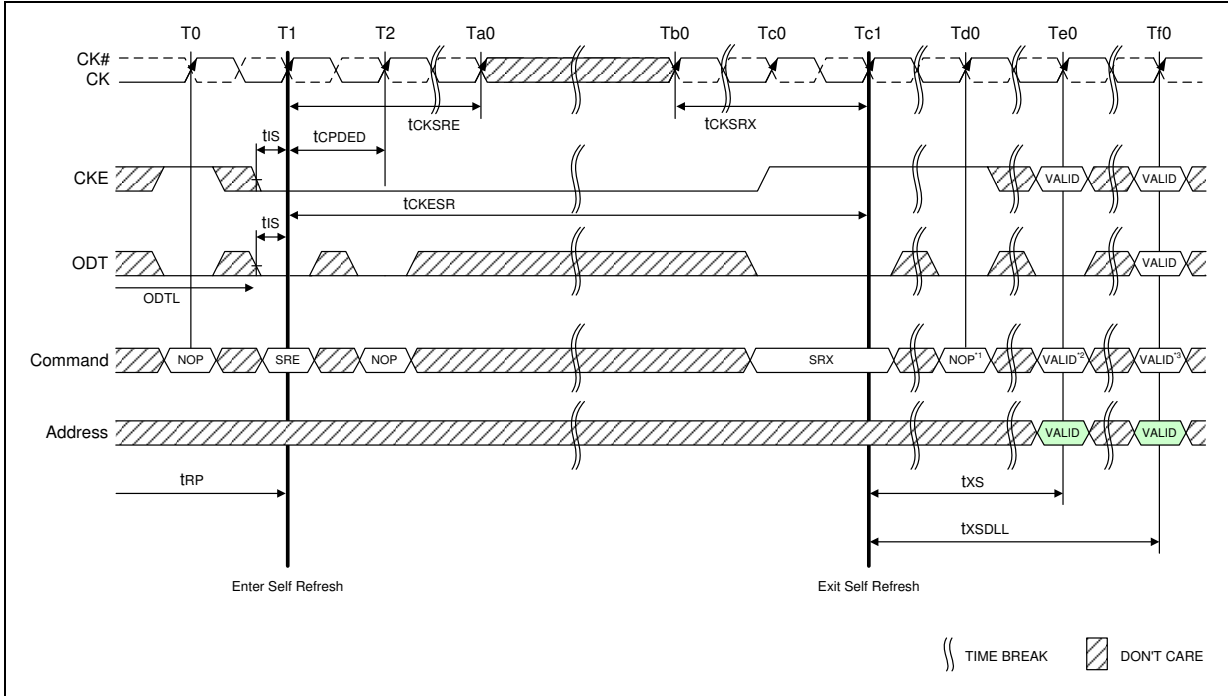 T0 T1 T2 Ta0 Tb0 Tc0 Tc1 Td0 Te0 Tf0
CK#
CK
tCKSRE tCKSRX
tIS tCPDED
CKE VALID VALID
tCKESR
tIS
ODT VALID
ODTL
Command NOP SRE NOP SRX NOP*1 VALID*2 VALID*3
Address VALID VALID
tRP tXS
tXSDLL
Enter Self Refresh Exit Self Refresh
TIME BREAK DON'T CARE